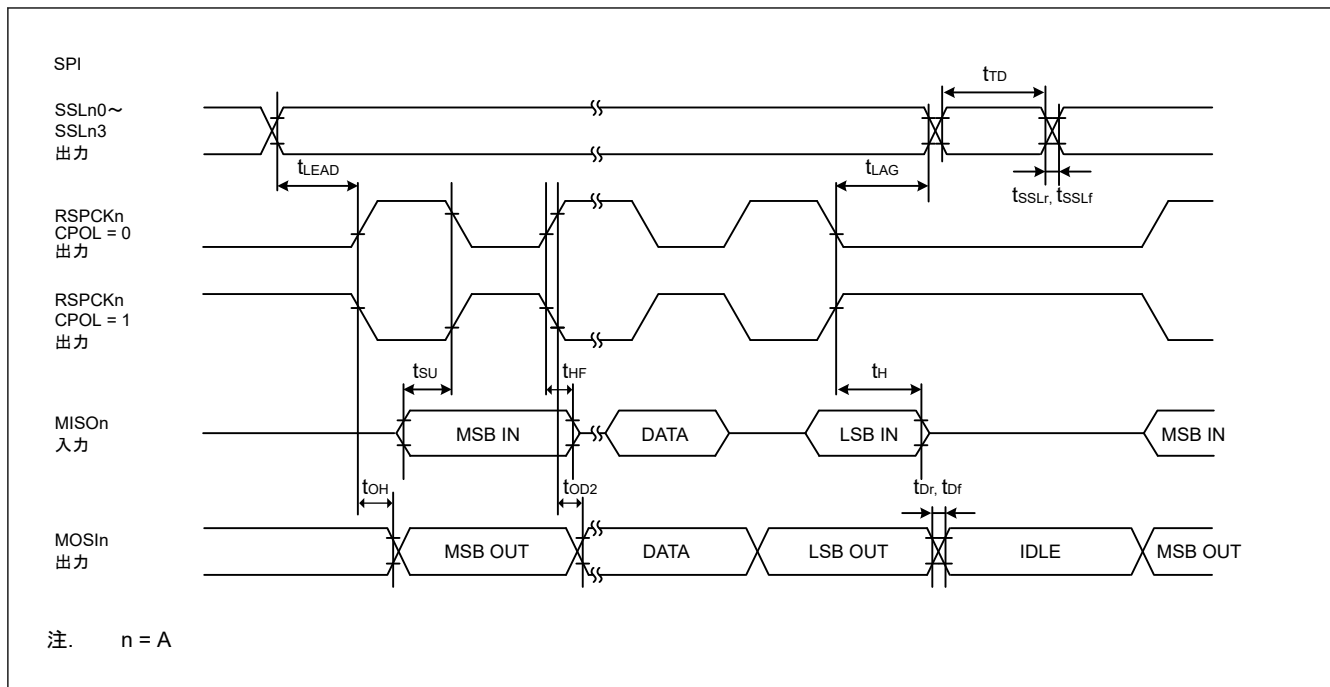 SPI
tTD
SSLn0～
SSLn3
出力
tLEAD
tLAG
tSSLr, tSSLf
RSPCKn
CPOL = 0
出力
RSPCKn
CPOL = 1
出力
tSU
tHF
tH
MISOn
入力
MSB IN
DATA
LSB IN
MSB IN
tOH
tOD2
tDr, tDf
MOSIn
出力
MSB OUT
DATA
LSB OUT
IDLE
MSB OUT
注. n = A